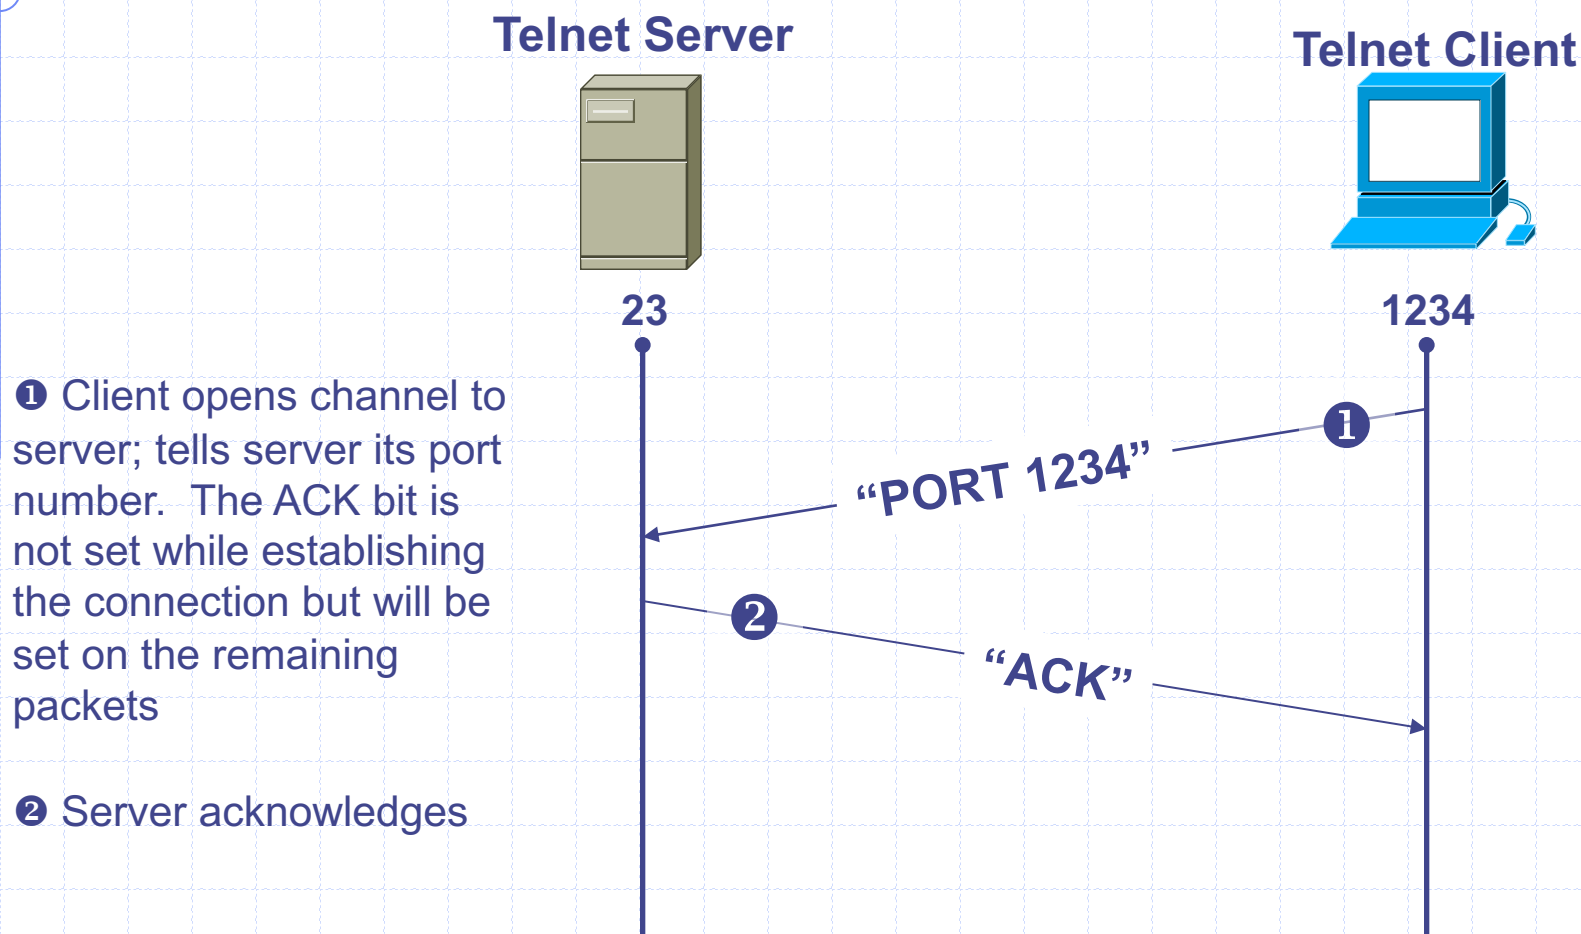 Telnet Server
Telnet Client
23
1234
❶ Client opens channel to
server; tells server its port
number.  The ACK bit is
not set while establishing
the connection but will be
set on the remaining
packets
❶
“PORT 1234”
❷
“ACK”
❷ Server acknowledges